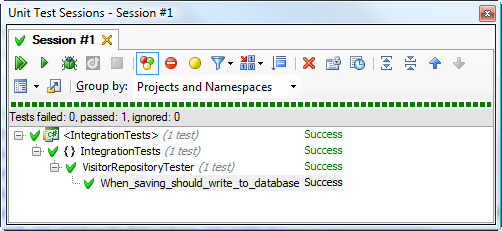 Unit Test Sessions - Session #1
Session #1
Group by: Projects and Namespaces
Tests failed: 0, passed: 1, ignored: 0
<IntegrationTests> (1 test) Success
{ } IntegrationTests (1 test) Success
VisitorRepositoryTester (1 test) Success
When_saving_should_write_to_database Success